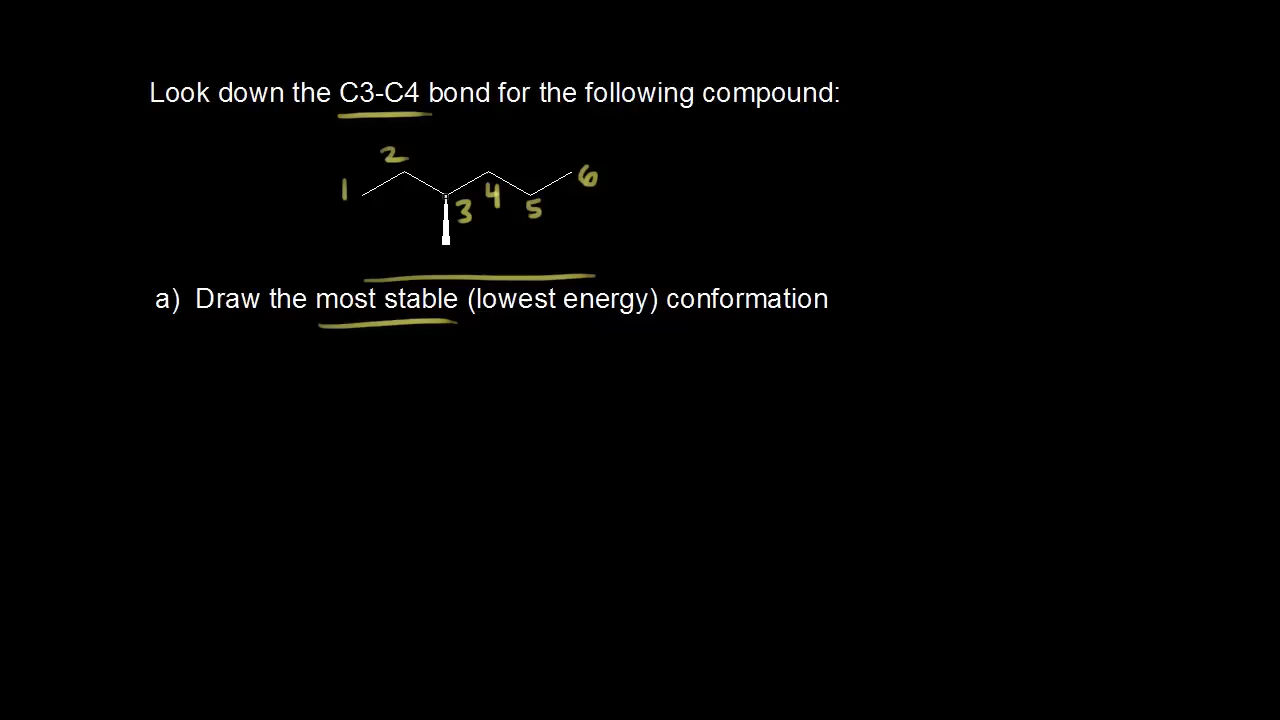 Look down the C3-C4 bond for the following compound:
2
1 6
3 4 5
a) Draw the most stable (lowest energy) conformation